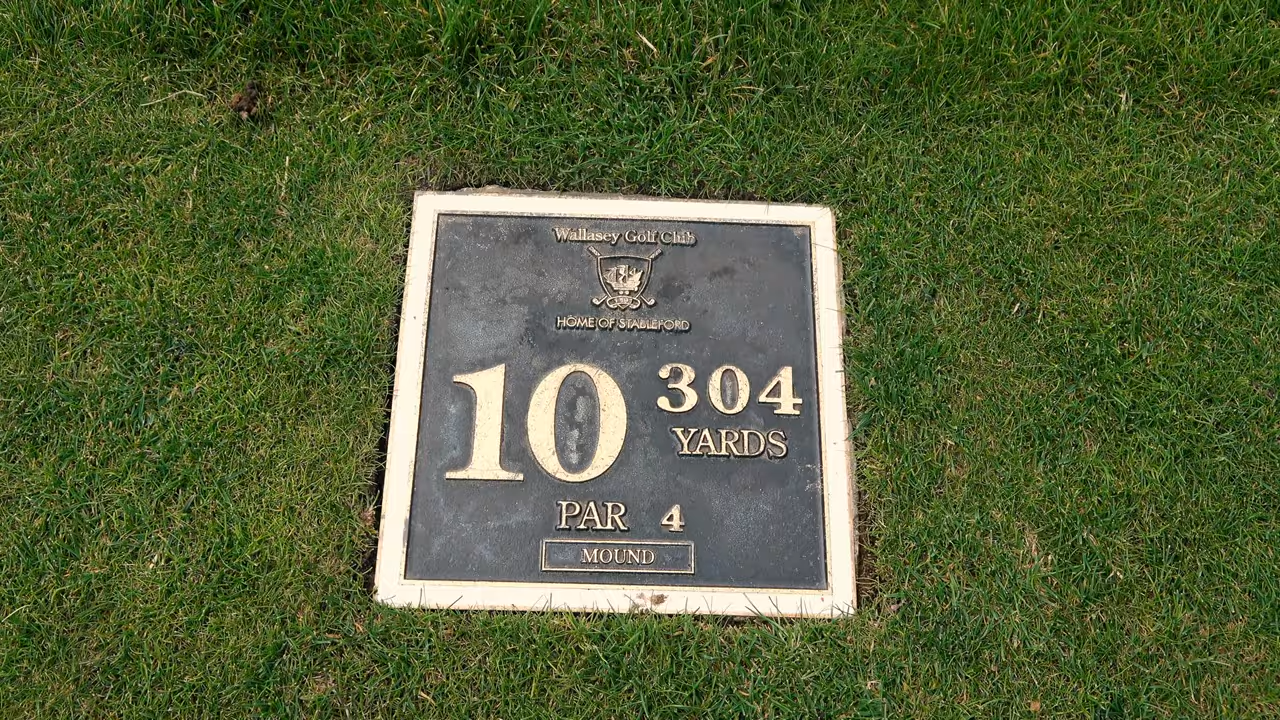 Wallasey Golf Club
HOME OF STABLEFORD
10
304
YARDS
PAR 4
MOUND